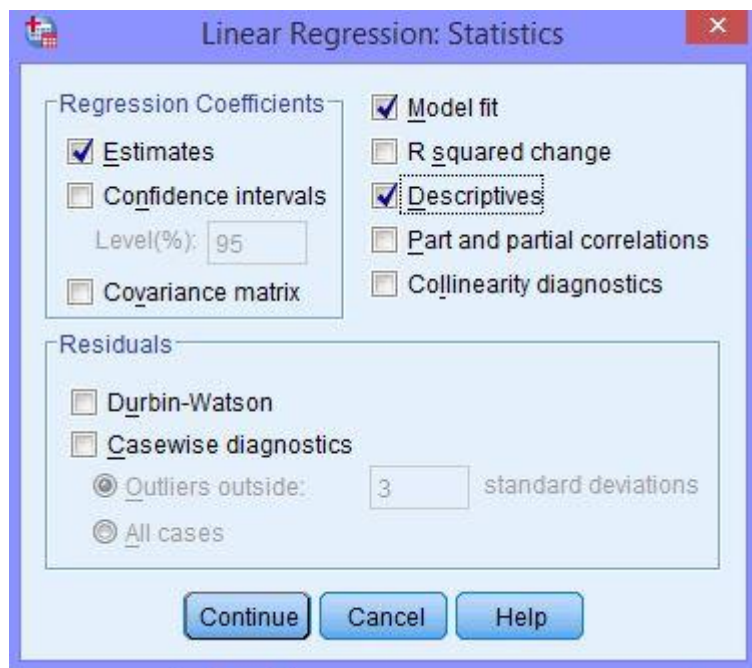 Linear Regression: Statistics
Regression Coefficients
Estimates
Confidence intervals
Level(%): 95
Covariance matrix
Model fit
R squared change
Descriptives
Part and partial correlations
Collinearity diagnostics
Residuals
Durbin-Watson
Casewise diagnostics
Outliers outside: 3 standard deviations
All cases
Continue Cancel Help